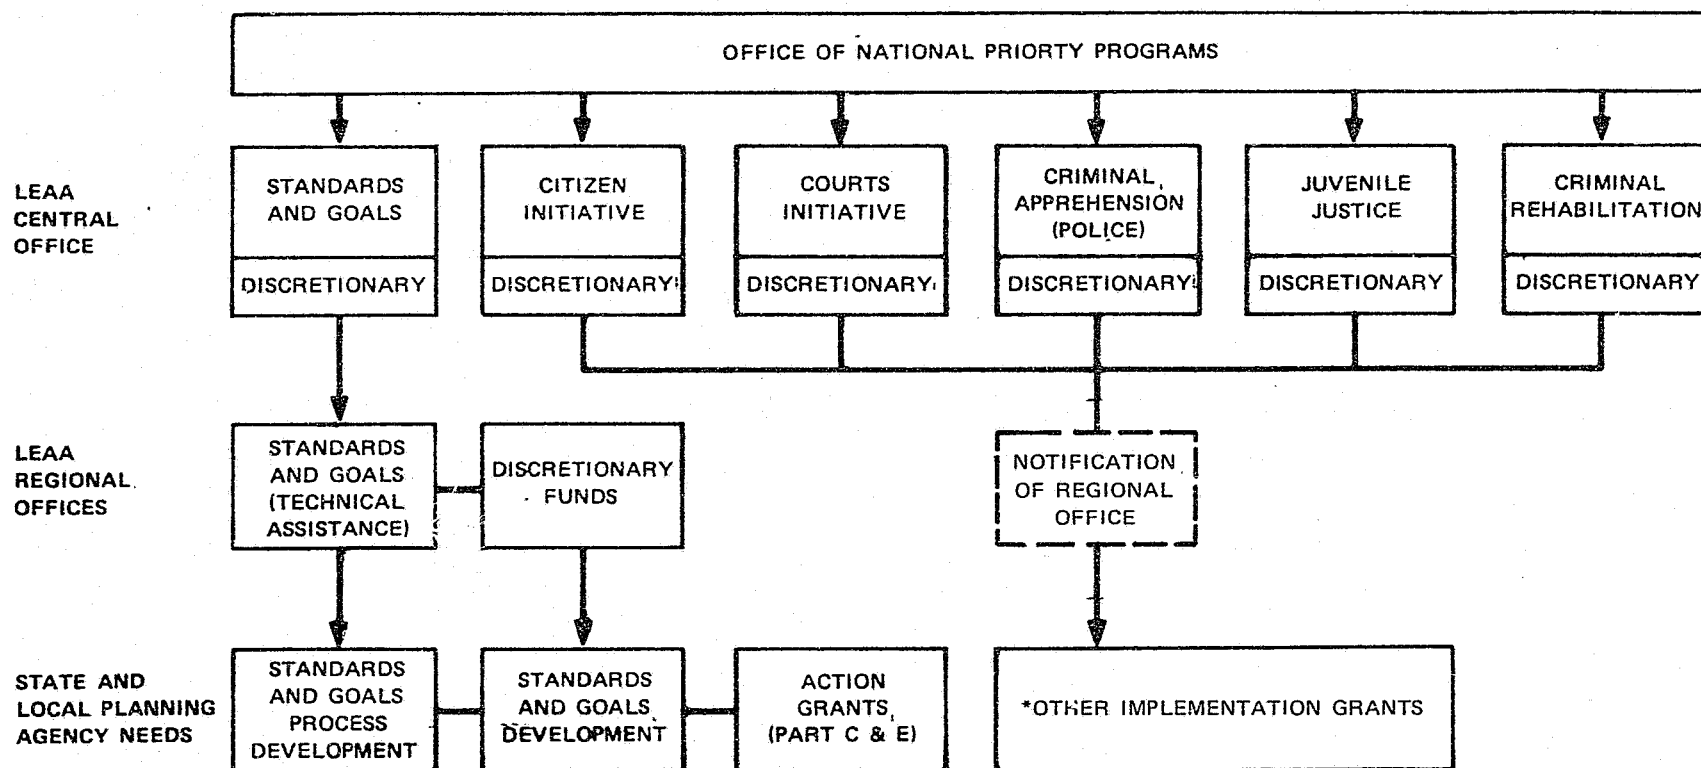 OFFICE OF NATIONAL PRIORTY PROGRAMS
LEAA
CENTRAL
OFFICE
STANDARDS
AND GOALS
DISCRETIONARY
CITIZEN
INITIATIVE
DISCRETIONARY
COURTS
INITIATIVE
DISCRETIONARY
CRIMINAL
APPREHENSION
(POLICE)
DISCRETIONARY
JUVENILE
JUSTICE
DISCRETIONARY
CRIMINAL
REHABILITATION
DISCRETIONARY
LEAA
REGIONAL
OFFICES
STANDARDS
AND GOALS
(TECHNICAL
ASSISTANCE)
DISCRETIONARY
FUNDS
NOTIFICATION
OF REGIONAL
OFFICE
STATE AND
LOCAL PLANNING
AGENCY NEEDS
STANDARDS
AND GOALS
PROCESS
DEVELOPMENT
STANDARDS
AND GOALS
DEVELOPMENT
ACTION
GRANTS
(PART C & E)
*OTHER IMPLEMENTATION GRANTS